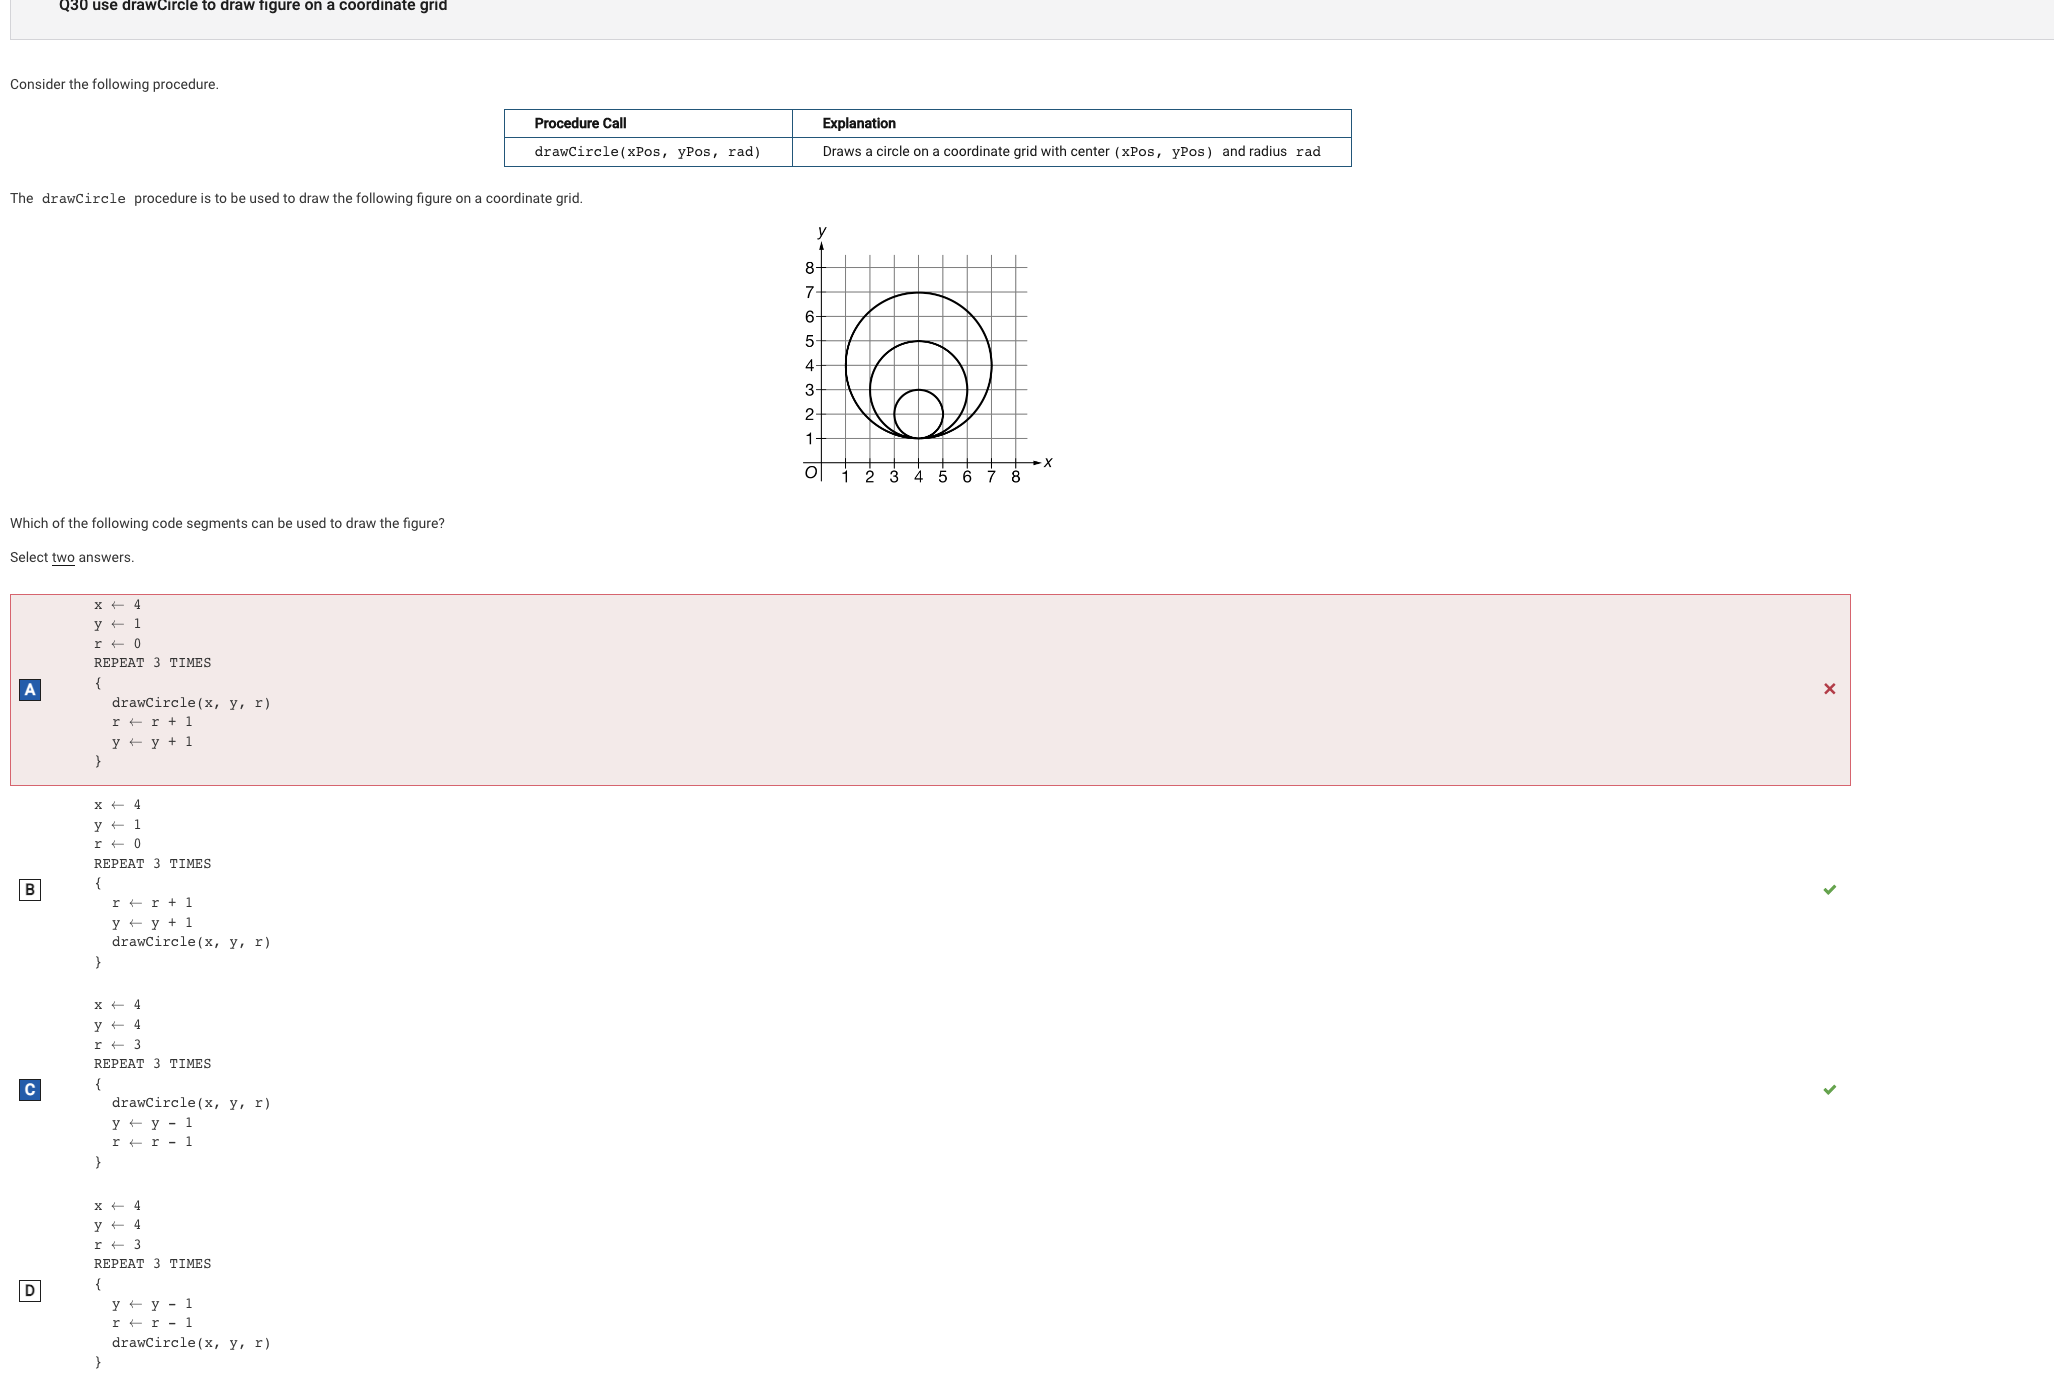 Q30 use drawCircle to draw figure on a coordinate grid
Consider the following procedure.
Procedure Call Explanation
drawCircle(xPos, yPos, rad) Draws a circle on a coordinate grid with center (xPos, yPos) and radius rad
The drawCircle procedure is to be used to draw the following figure on a coordinate grid.
y
8
7
6
5
4
3
2
1
x
O 1 2 3 4 5 6 7 8
Which of the following code segments can be used to draw the figure?
Select two answers.
x ← 4
y ← 1
r ← 0
REPEAT 3 TIMES
{
A
drawCircle(x, y, r)
r ← r + 1
y ← y + 1
}
x ← 4
y ← 1
r ← 0
REPEAT 3 TIMES
{
B
r ← r + 1
y ← y + 1
drawCircle(x, y, r)
}
x ← 4
y ← 4
r ← 3
REPEAT 3 TIMES
{
C
drawCircle(x, y, r)
y ← y - 1
r ← r - 1
}
x ← 4
y ← 4
r ← 3
REPEAT 3 TIMES
{
D
y ← y - 1
r ← r - 1
drawCircle(x, y, r)
}